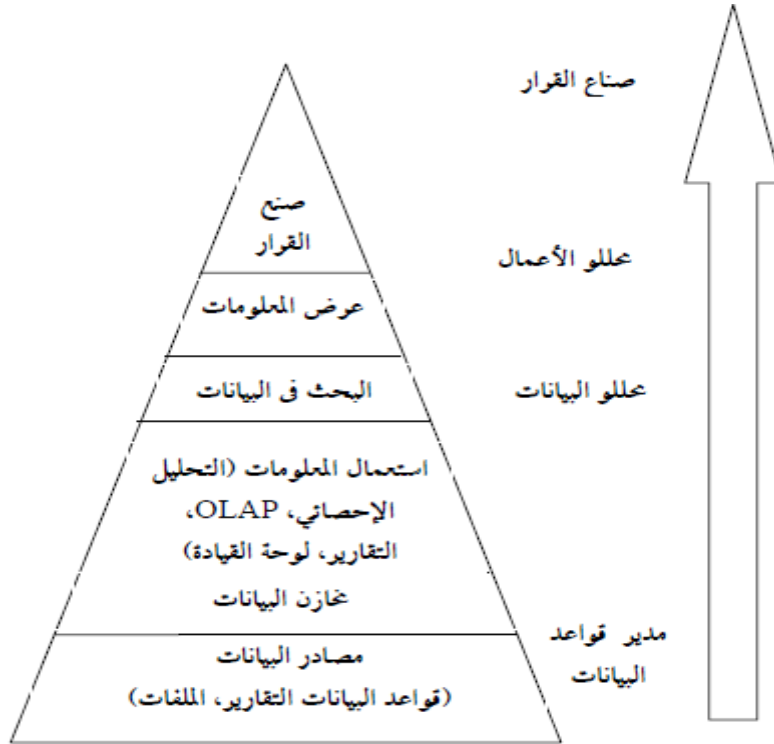 صناع القرار
صنع
القرار
محللو الأعمال
عرض المعلومات
البحث فى البيانات
محللو البيانات
استعمال المعلومات (التحليل
الإحصائي، OLAP،
التقارير، لوحة القيادة)
مخازن البيانات
مدير قواعد
البيانات
مصادر البيانات
(قواعد البيانات التقارير، الملفات)